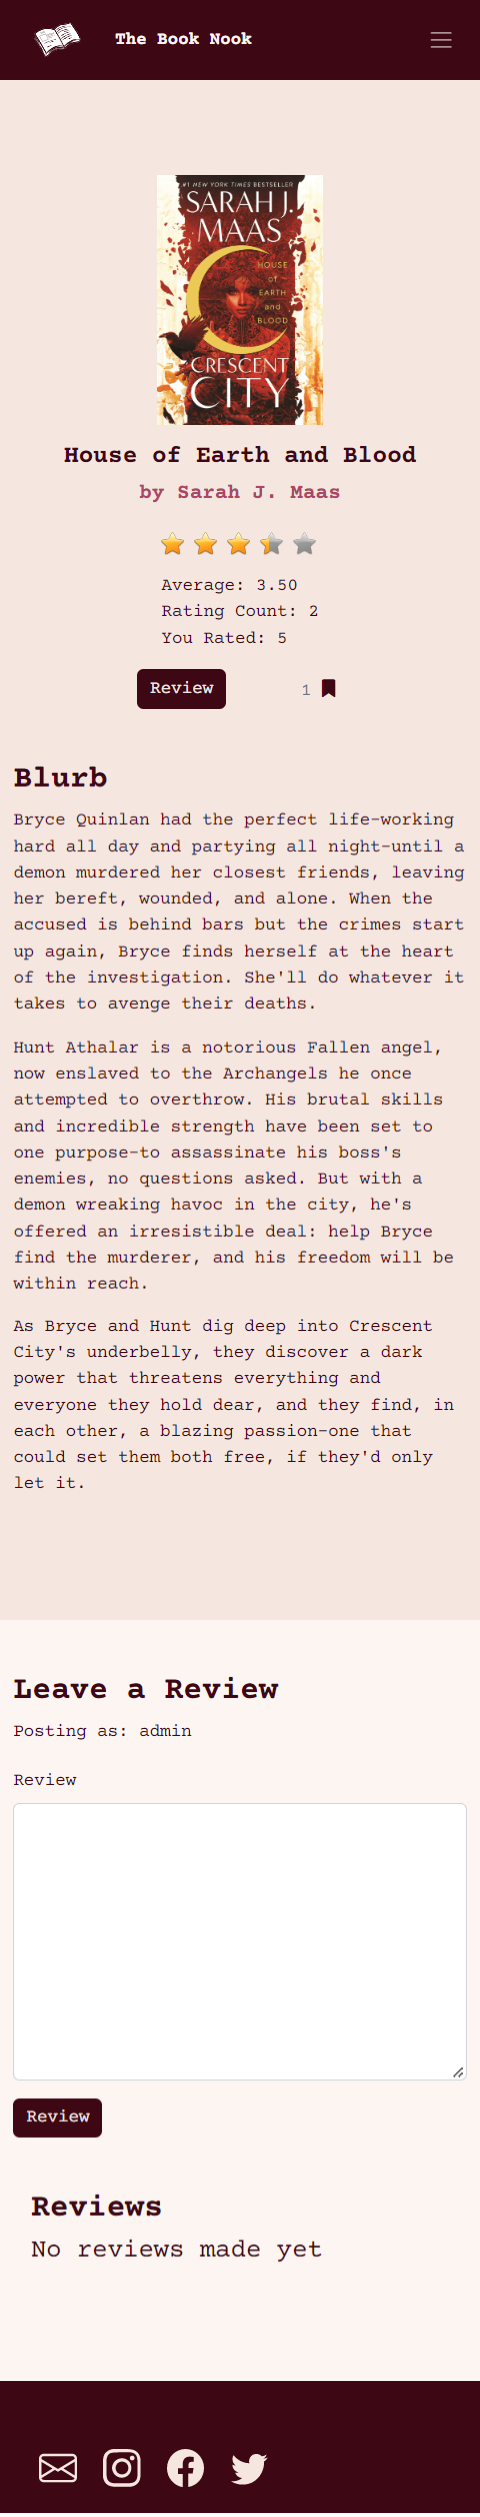 The Book Nook
#1 NEW YORK TIMES BESTSELLER
SARAH J.
MAAS
HOUSE
of
EARTH
and
BLOOD
CRESCENT
CITY
House of Earth and Blood
by Sarah J. Maas
Average: 3.50
Rating Count: 2
You Rated: 5
Review
1
Blurb
Bryce Quinlan had the perfect life-working
hard all day and partying all night-until a
demon murdered her closest friends, leaving
her bereft, wounded, and alone. When the
accused is behind bars but the crimes start
up again, Bryce finds herself at the heart
of the investigation. She'll do whatever it
takes to avenge their deaths.
Hunt Athalar is a notorious Fallen angel,
now enslaved to the Archangels he once
attempted to overthrow. His brutal skills
and incredible strength have been set to
one purpose-to assassinate his boss's
enemies, no questions asked. But with a
demon wreaking havoc in the city, he's
offered an irresistible deal: help Bryce
find the murderer, and his freedom will be
within reach.
As Bryce and Hunt dig deep into Crescent
City's underbelly, they discover a dark
power that threatens everything and
everyone they hold dear, and they find, in
each other, a blazing passion-one that
could set them both free, if they'd only
let it.
Leave a Review
Posting as: admin
Review
Review
Reviews
No reviews made yet